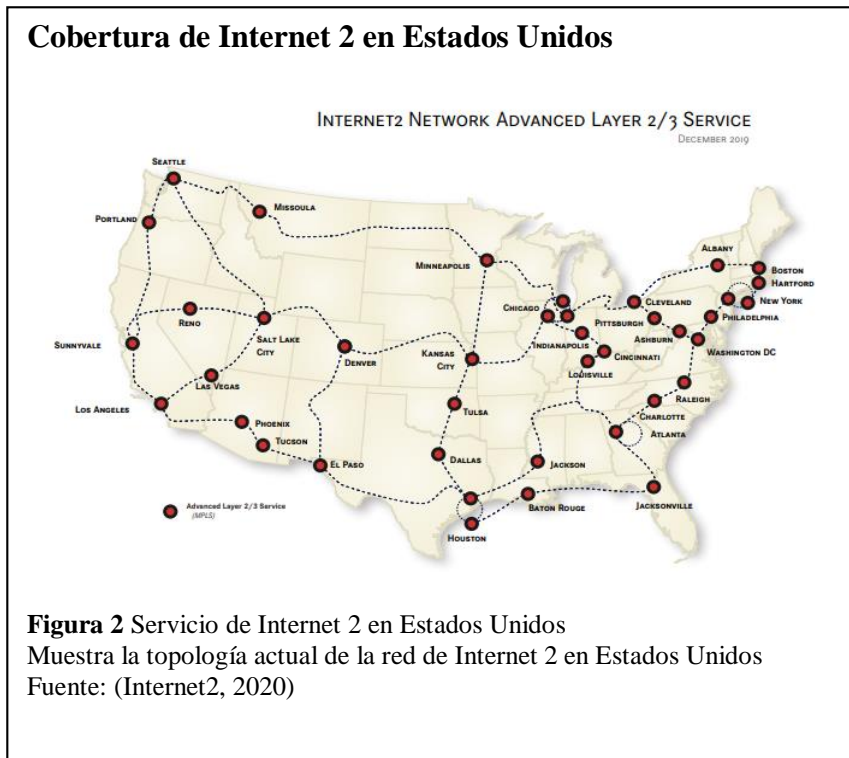 Cobertura de Internet 2 en Estados Unidos
INTERNET2 NETWORK ADVANCED LAYER 2/3 SERVICE
DECEMBER 2019
SEATTLE
MISSOULA
PORTLAND
MINNEAPOLIS
ALBANY
BOSTON
HARTFORD
CHICAGO
CLEVELAND
NEW YORK
RENO
PITTSBURGH
PHILADELPHIA
SUNNYVALE
SALT LAKE
CITY
DENVER
KANSAS
CITY
INDIANAPOLIS
ASHBURN
WASHINGTON DC
CINCINNATI
LOUISVILLE
LAS VEGAS
RALEIGH
LOS ANGELES
PHOENIX
TULSA
CHARLOTTE
TUCSON
ATLANTA
EL PASO
DALLAS
JACKSON
Advanced Layer 2/3 Service
(MPLS)
BATON ROUGE
JACKSONVILLE
HOUSTON
Figura 2 Servicio de Internet 2 en Estados Unidos
Muestra la topología actual de la red de Internet 2 en Estados Unidos
Fuente: (Internet2, 2020)